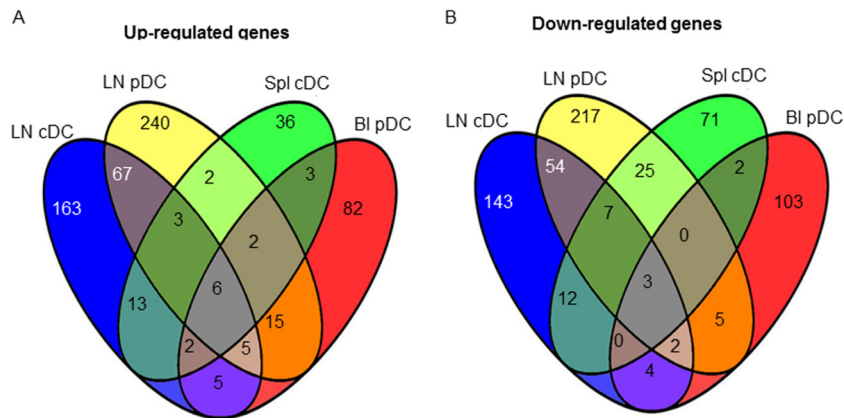 A
Up-regulated genes
LN cDC
LN pDC
Spl cDC
Bl pDC
240
36
67
2
3
163
3
2
82
13
6
15
2
5
5
B
Down-regulated genes
LN cDC
LN pDC
Spl cDC
Bl pDC
217
71
54
25
2
143
7
0
103
12
3
5
0
2
4